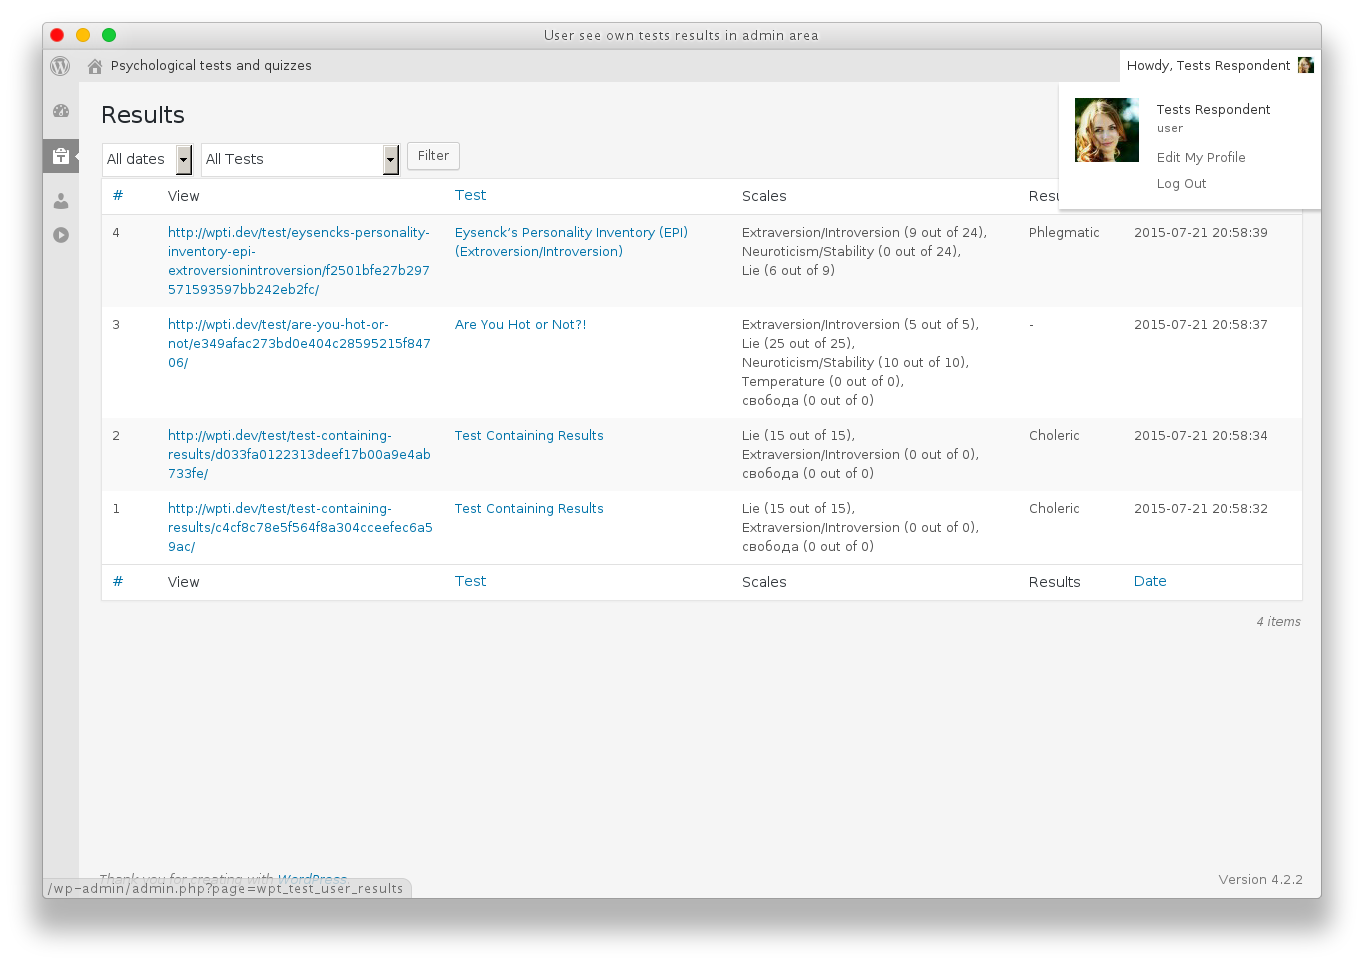 User see own tests results in admin area
Psychological tests and quizzes
Howdy, Tests Respondent
Tests Respondent
user
Edit My Profile
Log Out
Results
All dates
All Tests
Filter
# View Test Scales Resu
4 http://wpti.dev/test/eysencks-personality- Eysenck’s Personality Inventory (EPI) Extraversion/Introversion (9 out of 24), Phlegmatic 2015-07-21 20:58:39
inventory-epi- (Extroversion/Introversion) Neuroticism/Stability (0 out of 24),
extroversionintroversion/f2501bfe27b297 Lie (6 out of 9)
571593597bb242eb2fc/
3 http://wpti.dev/test/are-you-hot-or- Are You Hot or Not?! Extraversion/Introversion (5 out of 5), - 2015-07-21 20:58:37
not/e349afac273bd0e404c28595215f847 Lie (25 out of 25),
06/ Neuroticism/Stability (10 out of 10),
Temperature (0 out of 0),
свобода (0 out of 0)
2 http://wpti.dev/test/test-containing- Test Containing Results Lie (15 out of 15), Choleric 2015-07-21 20:58:34
results/d033fa0122313deef17b00a9e4ab Extraversion/Introversion (0 out of 0),
733fe/ свобода (0 out of 0)
1 http://wpti.dev/test/test-containing- Test Containing Results Lie (15 out of 15), Choleric 2015-07-21 20:58:32
results/c4cf8c78e5f564f8a304cceefec6a5 Extraversion/Introversion (0 out of 0),
9ac/ свобода (0 out of 0)
# View Test Scales Results Date
4 items
Thank you for creating with WordPress.
/wp-admin/admin.php?page=wpt_test_user_results
Version 4.2.2